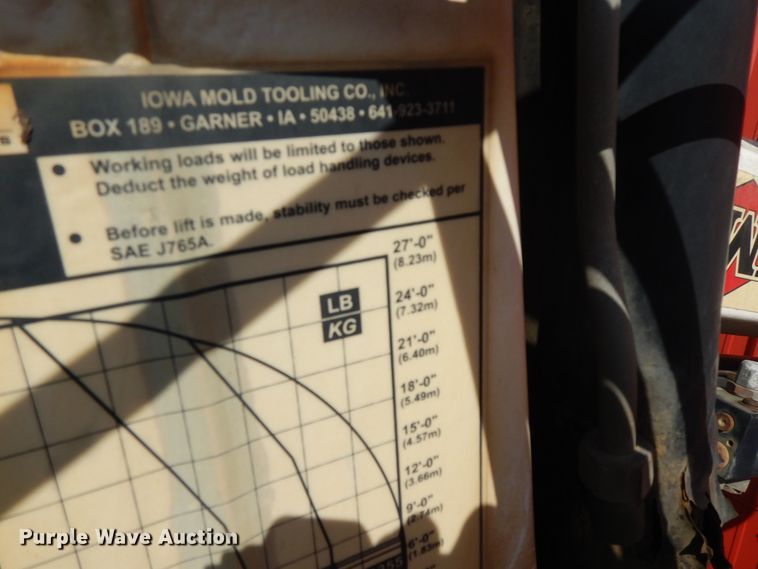 IOWA MOLD TOOLING CO., INC.
BOX 189 • GARNER • IA • 50438 • 641-923-3711
• Working loads will be limited to those shown.
Deduct the weight of load handling devices.
• Before lift is made, stability must be checked per
SAE J765A.
27'-0"
(8.23m)
LB
KG
24'-0"
(7.32m)
21'-0"
(6.40m)
18'-0"
(5.49m)
15'-0"
(4.57m)
12'-0"
(3.66m)
9'-0"
(2.74m)
6'-0"
(1.83m)
Purple Wave Auction